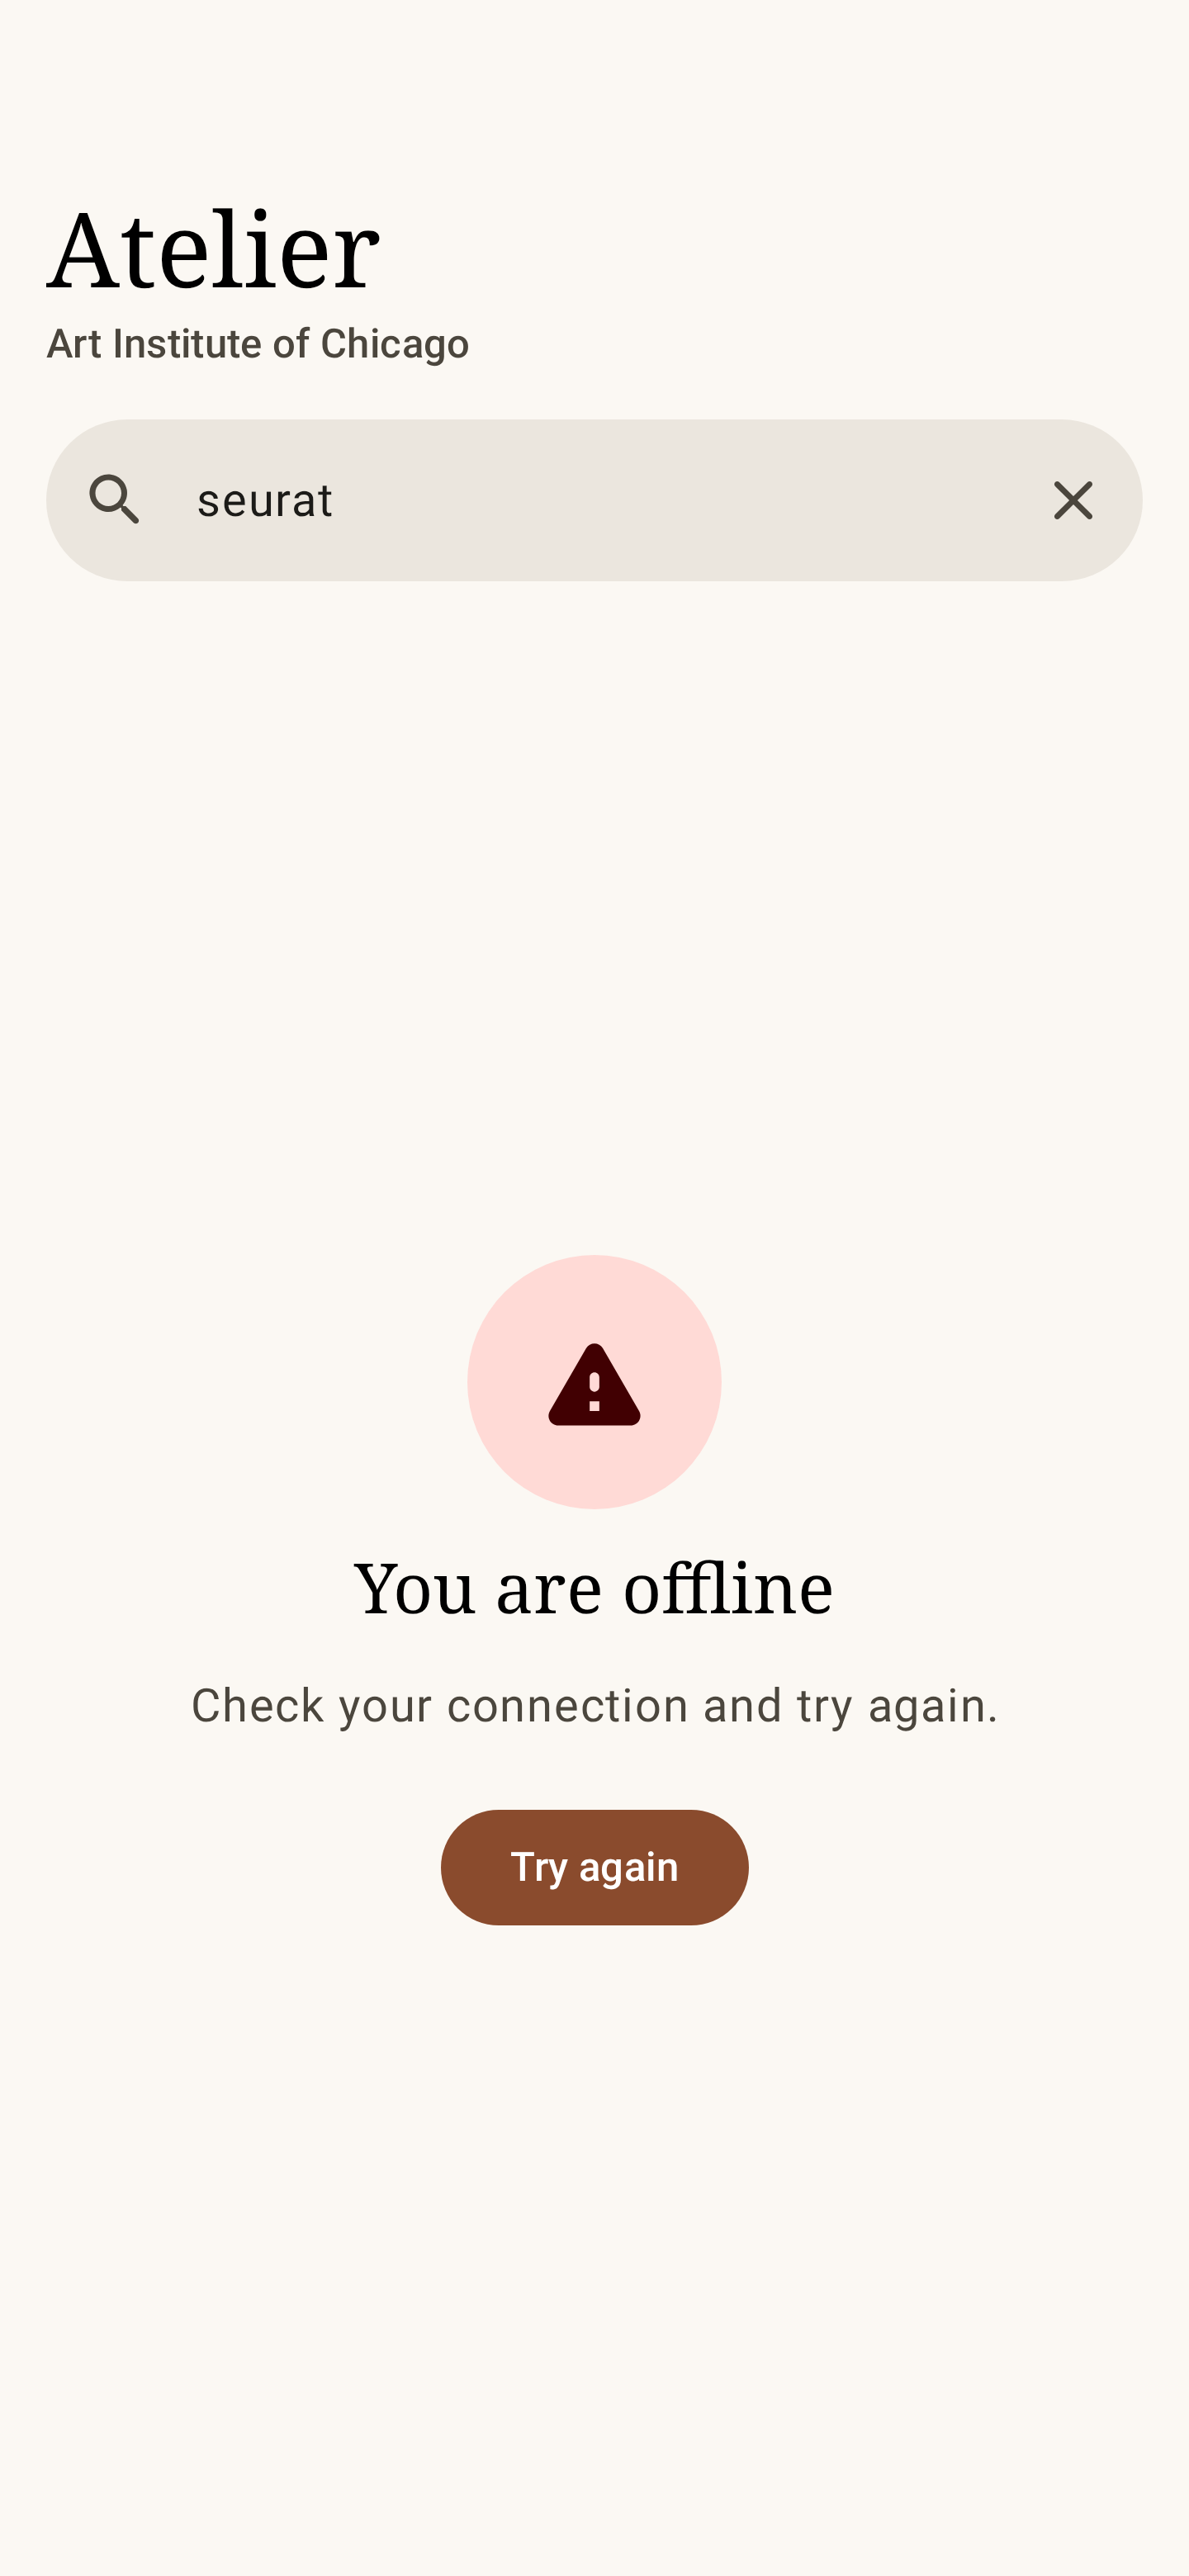 Atelier
Art Institute of Chicago
seurat
You are offline
Check your connection and try again.
Try again